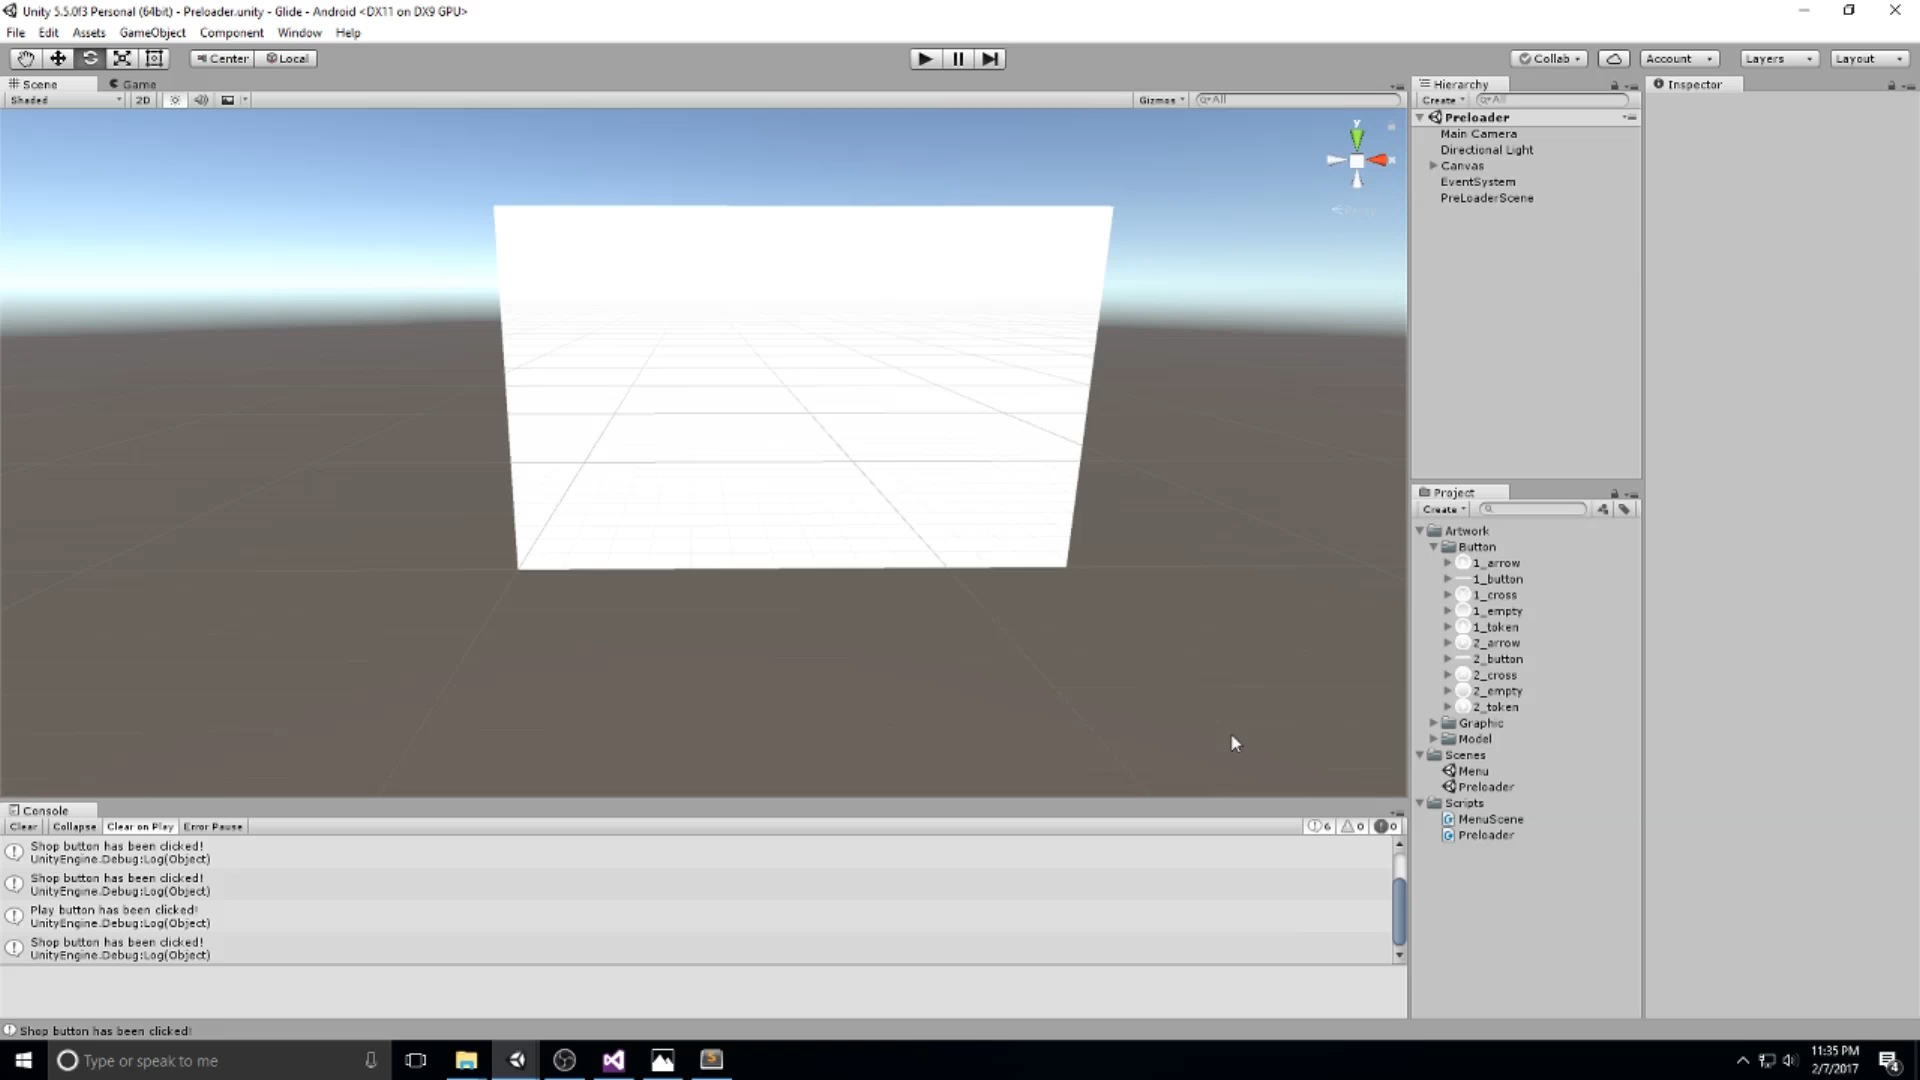 Unity 5.5.0f3 Personal (64bit) - Preloader.unity - Glide - Android <DX11 on DX9 GPU>
File Edit Assets GameObject Component Window Help
Center Local Collab Account Layers Layout
Scene Game
Shaded 2D Gizmos All
y
x
Persp
Hierarchy
Create All
Preloader
Main Camera
Directional Light
Canvas
EventSystem
PreLoaderScene
Inspector
Project
Create
Artwork
Button
1_arrow
1_button
1_cross
1_empty
1_token
2_arrow
2_button
2_cross
2_empty
2_token
Graphic
Model
Scenes
Menu
Preloader
Scripts
MenuScene
Preloader
Console
Clear Collapse Clear on Play Error Pause 6 0 0
Shop button has been clicked!
UnityEngine.Debug:Log(Object)
Shop button has been clicked!
UnityEngine.Debug:Log(Object)
Play button has been clicked!
UnityEngine.Debug:Log(Object)
Shop button has been clicked!
UnityEngine.Debug:Log(Object)
Shop button has been clicked!
Type or speak to me
11:35 PM
2/7/2017
4